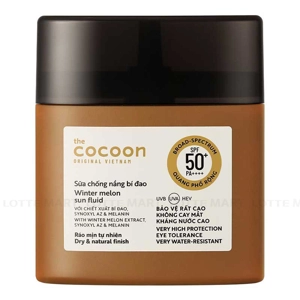 the
cocoon
ORIGINAL VIETNAM
Sữa chống nắng bí đao
Winter melon
sun fluid
VỚI CHIẾT XUẤT BÍ ĐAO,
SYNOXYL AZ & MELANIN
WITH WINTER MELON EXTRACT,
SYNOXYL AZ & MELANIN
Ráo mịn tự nhiên
Dry & natural finish
BROAD-SPECTRUM
SPF
50+
PA++++
QUANG PHỔ RỘNG
UVB UVA HEV
BẢO VỆ RẤT CAO
KHÔNG CAY MẮT
KHÁNG NƯỚC CAO
VERY HIGH PROTECTION
EYE TOLERANCE
VERY WATER-RESISTANT